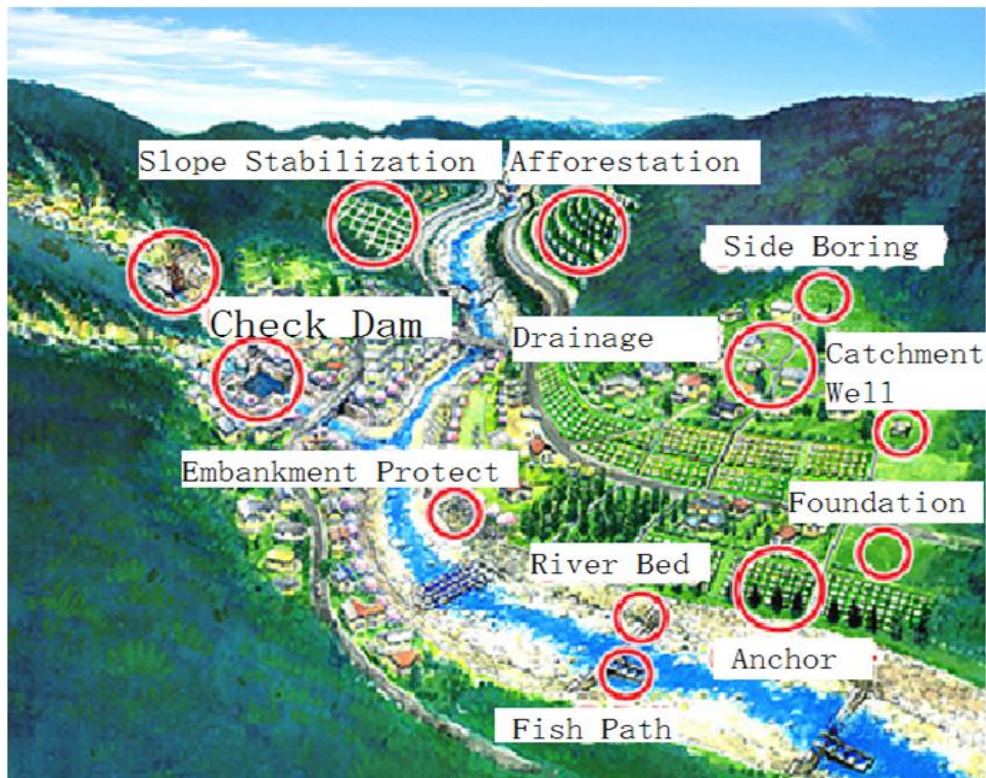 Slope Stabilization
Afforestation
Side Boring
Check Dam
Drainage
Catchment
Well
Embankment Protect
Foundation
River Bed
Anchor
Fish Path